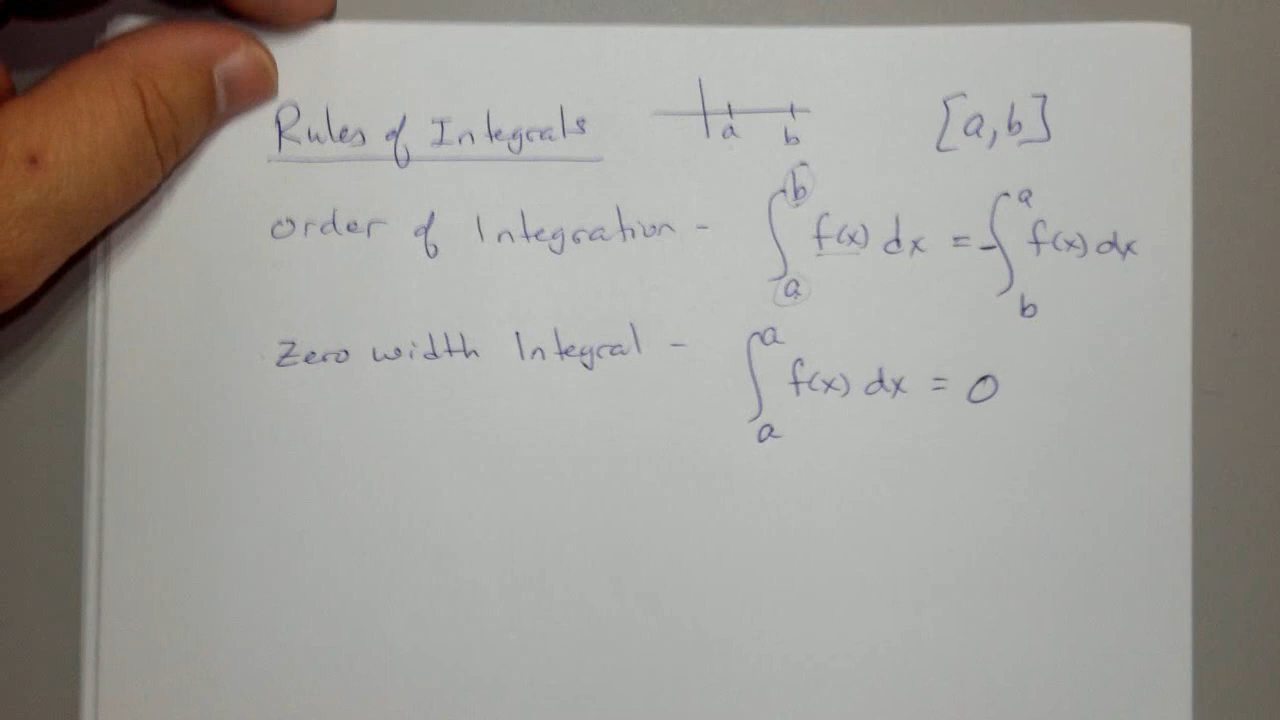 Rules of Integrals
a b
[a,b]
Order of Integration - ∫_a^b f(x) dx = -∫_b^a f(x) dx
Zero width Integral - ∫_a^a f(x) dx = 0